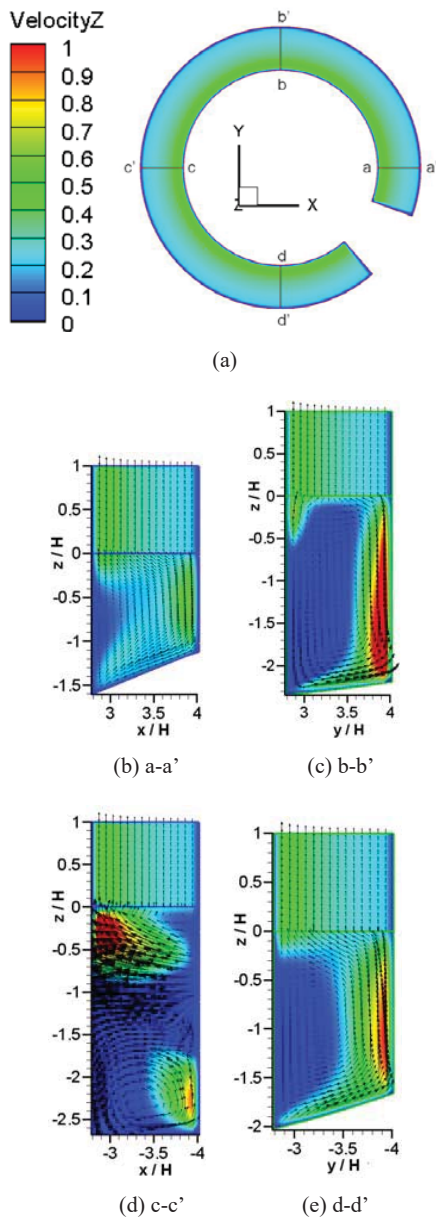 VelocityZ
1
0.9
0.8
0.7
0.6
0.5
0.4
0.3
0.2
0.1
0
b'
b
c'
c
a
a'
d
d'
Y
Z
X
(a)
z / H
1
0.5
0
-0.5
-1
-1.5
3
3.5
4
x / H
(b) a-a’
z / H
1
0.5
0
-0.5
-1
-1.5
-2
3
3.5
4
y / H
(c) b-b’
z / H
1
0.5
0
-0.5
-1
-1.5
-2
-2.5
-3
-3.5
-4
x / H
(d) c-c’
z / H
1
0.5
0
-0.5
-1
-1.5
-2
-3
-3.5
-4
y / H
(e) d-d’